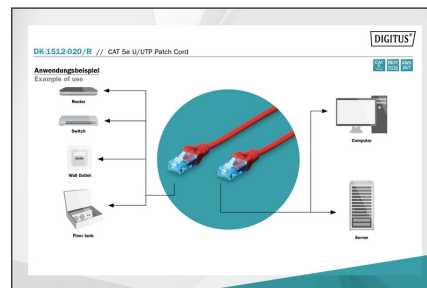 DIGITUS®
DK-1512-020/R // CAT 5e U/UTP Patch Cord
Anwendungsbeispiel
Example of use
Router
Switch
Wall Outlet
Floor tank
Computer
Server